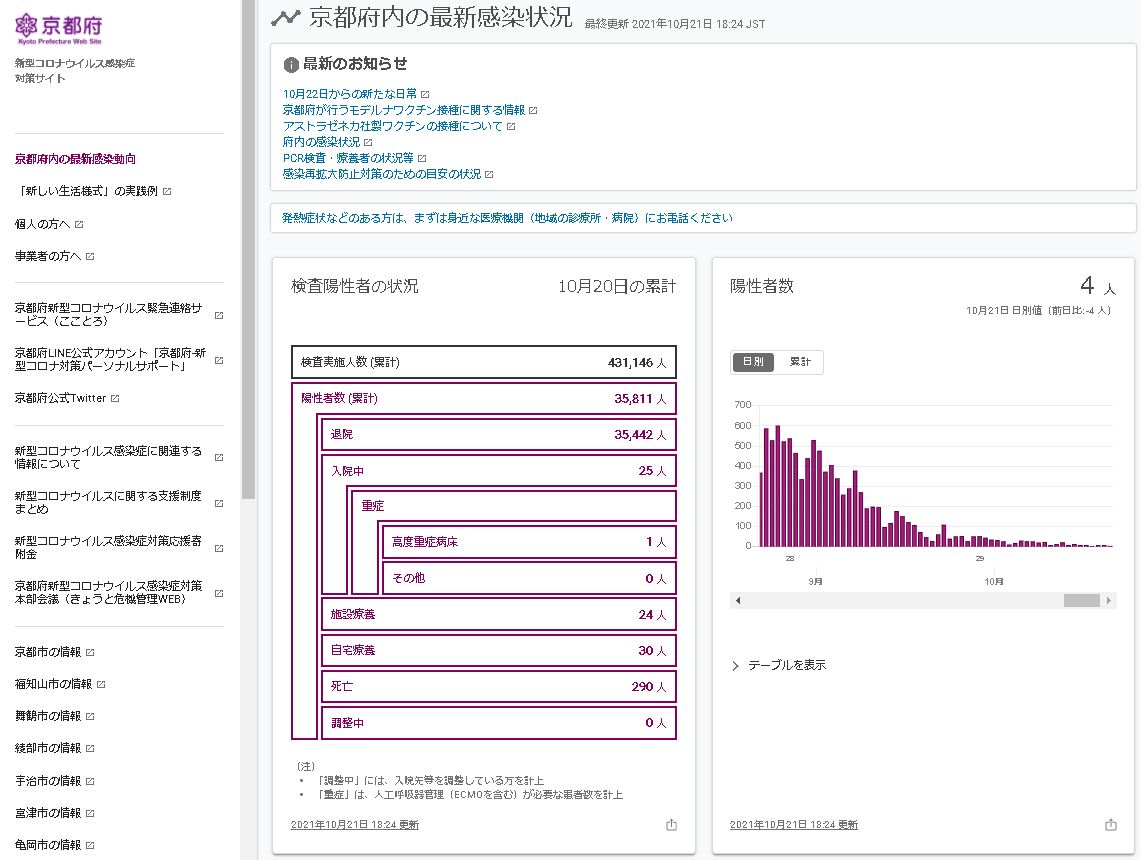 京都府
Kyoto Prefecture Web Site
新型コロナウイルス感染症
対策サイト
京都府内の最新感染動向
「新しい生活様式」の実践例
個人の方へ
事業者の方へ
京都府新型コロナウイルス緊急連絡サ
ービス（こことろ）
京都府LINE公式アカウント「京都府-新
型コロナ対策パーソナルサポート」
京都府公式Twitter
新型コロナウイルス感染症に関連する
情報について
新型コロナウイルスに関する支援制度
まとめ
新型コロナウイルス感染症対策応援寄
附金
京都府新型コロナウイルス感染症対策
本部会議（きょうと危機管理WEB）
京都市の情報
福知山市の情報
舞鶴市の情報
綾部市の情報
宇治市の情報
宮津市の情報
亀岡市の情報
京都府内の最新感染状況 最終更新 2021年10月21日 18:24 JST
最新のお知らせ
10月22日からの新たな日常
京都府が行うモデルナワクチン接種に関する情報
アストラゼネカ社製ワクチンの接種について
府内の感染状況
PCR検査・療養者の状況等
感染再拡大防止対策のための目安の状況
発熱症状などのある方は、まずは身近な医療機関（地域の診療所・病院）にお電話ください
検査陽性者の状況 10月20日の累計
検査実施人数 (累計) 431,146 人
陽性者数 (累計) 35,811 人
退院 35,442 人
入院中 25 人
重症
高度重症病床 1 人
その他 0 人
施設療養 24 人
自宅療養 30 人
死亡 290 人
調整中 0 人
（注）
• 「調整中」には、入院先等を調整している方を計上
• 「重症」は、人工呼吸器管理（ECMOを含む）が必要な患者数を計上
2021年10月21日 18:24 更新
陽性者数 4 人
10月21日 日別値（前日比:-4 人）
日別 累計
700
600
500
400
300
200
100
0
28 29
9月 10月
テーブルを表示
2021年10月21日 18:24 更新